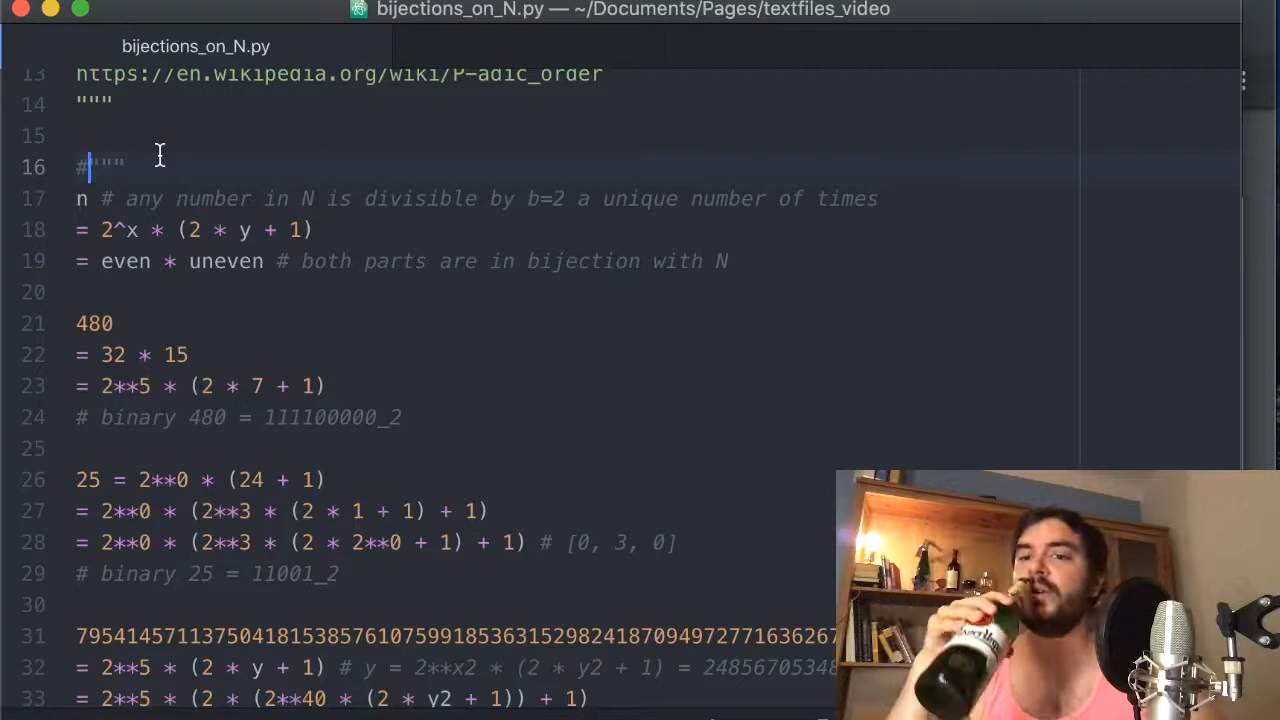 bijections_on_N.py — ~/Documents/Pages/textfiles_video
bijections_on_N.py
13 https://en.wikipedia.org/wiki/P-adic_order
14 """
15
16 #"""
17 n # any number in N is divisible by b=2 a unique number of times
18 = 2^x * (2 * y + 1)
19 = even * uneven # both parts are in bijection with N
20
21 480
22 = 32 * 15
23 = 2**5 * (2 * 7 + 1)
24 # binary 480 = 111100000_2
25
26 25 = 2**0 * (24 + 1)
27 = 2**0 * (2**3 * (2 * 1 + 1) + 1)
28 = 2**0 * (2**3 * (2 * 2**0 + 1) + 1) # [0, 3, 0]
29 # binary 25 = 11001_2
30
31 7954145711375041815385761075991853631529824187094972771636267
32 = 2**5 * (2 * y + 1) # y = 2**x2 * (2 * y2 + 1) = 24856705348
33 = 2**5 * (2 * (2**40 * (2 * y2 + 1)) + 1)